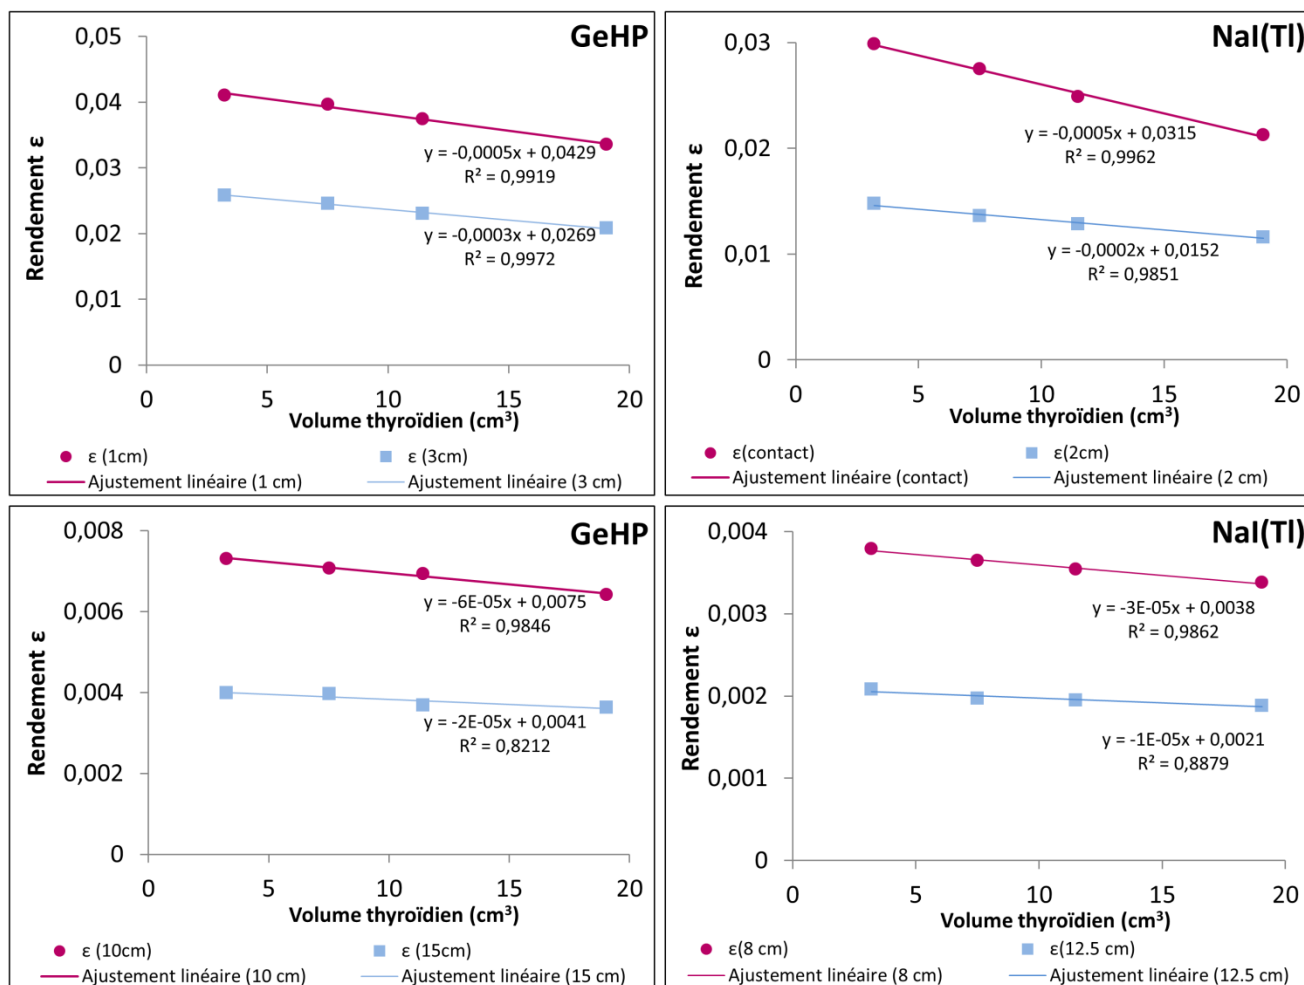 GeHP
0,05
0,04
0,03
0,02
0,01
0
Rendement ε
y = -0,0005x + 0,0429
R² = 0,9919
y = -0,0003x + 0,0269
R² = 0,9972
0 5 10 15 20
Volume thyroïdien (cm³)
ε (1cm) ε (3cm)
Ajustement linéaire (1 cm) Ajustement linéaire (3 cm)
NaI(Tl)
0,03
0,02
0,01
0
Rendement ε
y = -0,0005x + 0,0315
R² = 0,9962
y = -0,0002x + 0,0152
R² = 0,9851
0 5 10 15 20
Volume thyroïdien (cm³)
ε(contact) ε(2cm)
Ajustement linéaire (contact) Ajustement linéaire (2 cm)
GeHP
0,008
0,006
0,004
0,002
0
Rendement ε
y = -6E-05x + 0,0075
R² = 0,9846
y = -2E-05x + 0,0041
R² = 0,8212
0 5 10 15 20
Volume thyroïdien (cm³)
ε (10cm) ε (15cm)
Ajustement linéaire (10 cm) Ajustement linéaire (15 cm)
NaI(Tl)
0,004
0,003
0,002
0,001
0
Rendement ε
y = -3E-05x + 0,0038
R² = 0,9862
y = -1E-05x + 0,0021
R² = 0,8879
0 5 10 15 20
Volume thyroïdien (cm³)
ε(8 cm) ε(12.5 cm)
Ajustement linéaire (8 cm) Ajustement linéaire (12.5 cm)